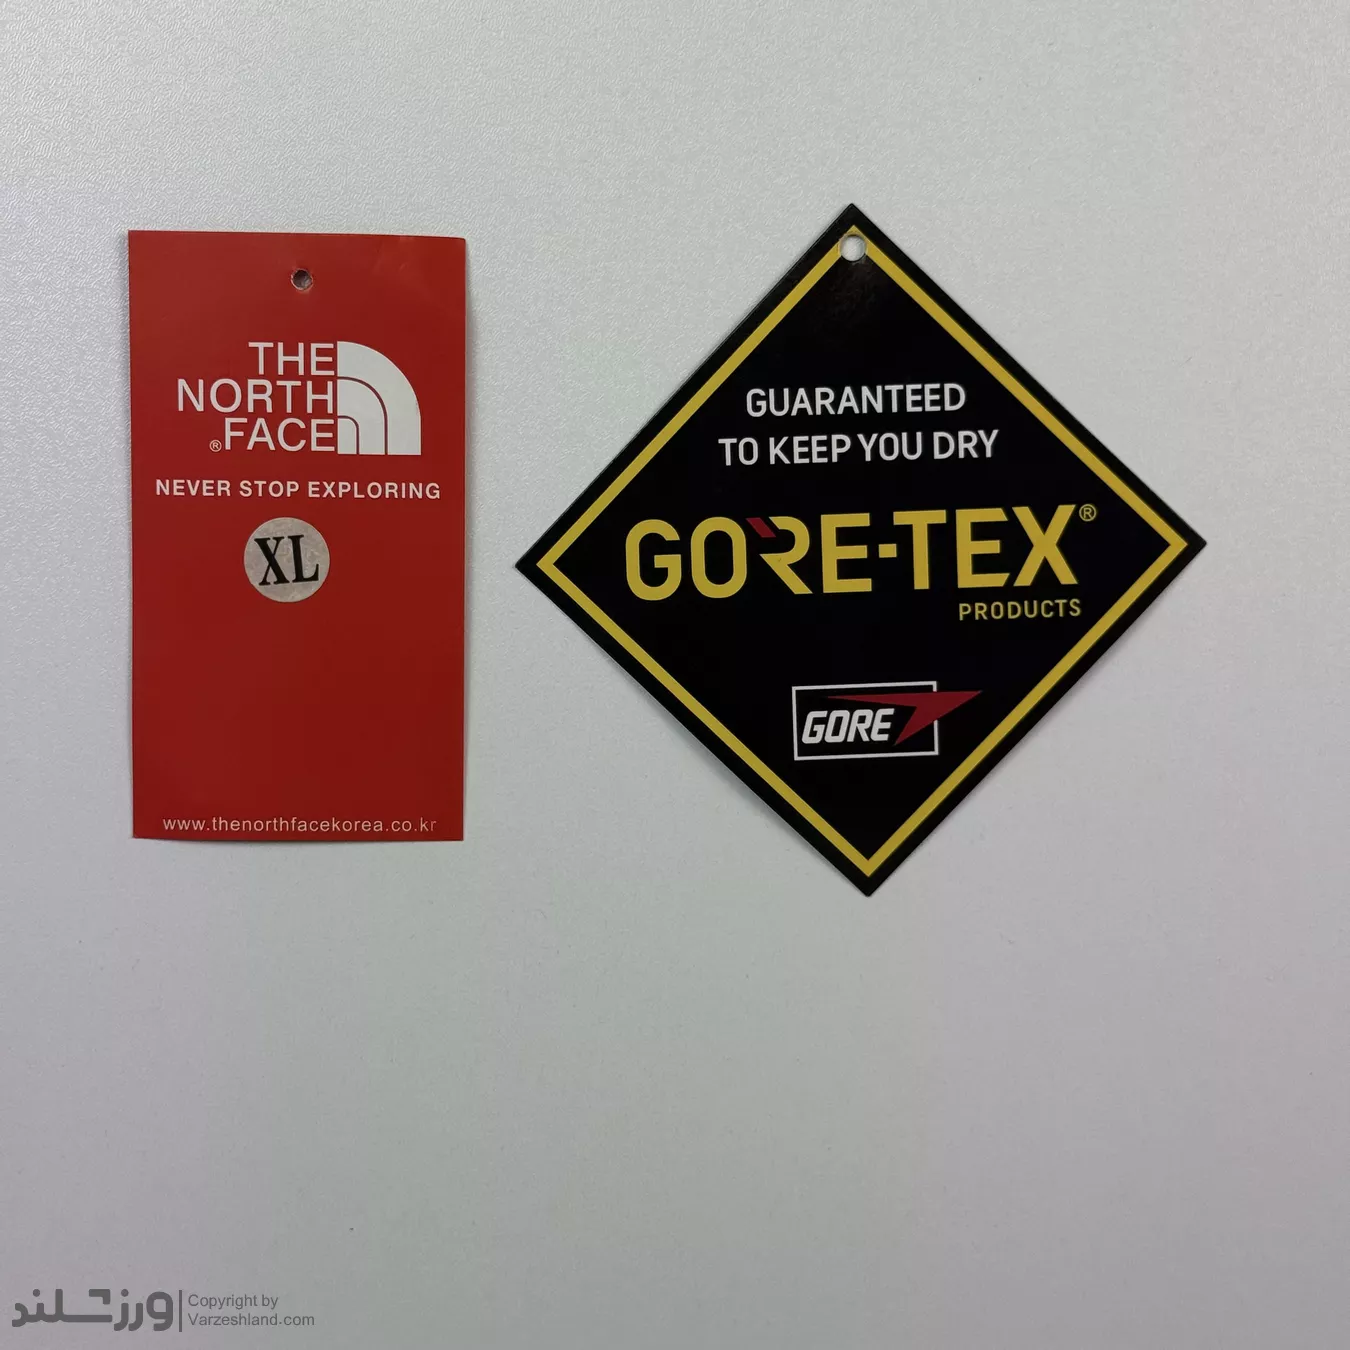 THE
NORTH
®FACE
NEVER STOP EXPLORING
XL
www.thenorthfacekorea.co.kr
GUARANTEED
TO KEEP YOU DRY
GORE-TEX®
PRODUCTS
GORE
ورزشلند
Copyright by
Varzeshland.com